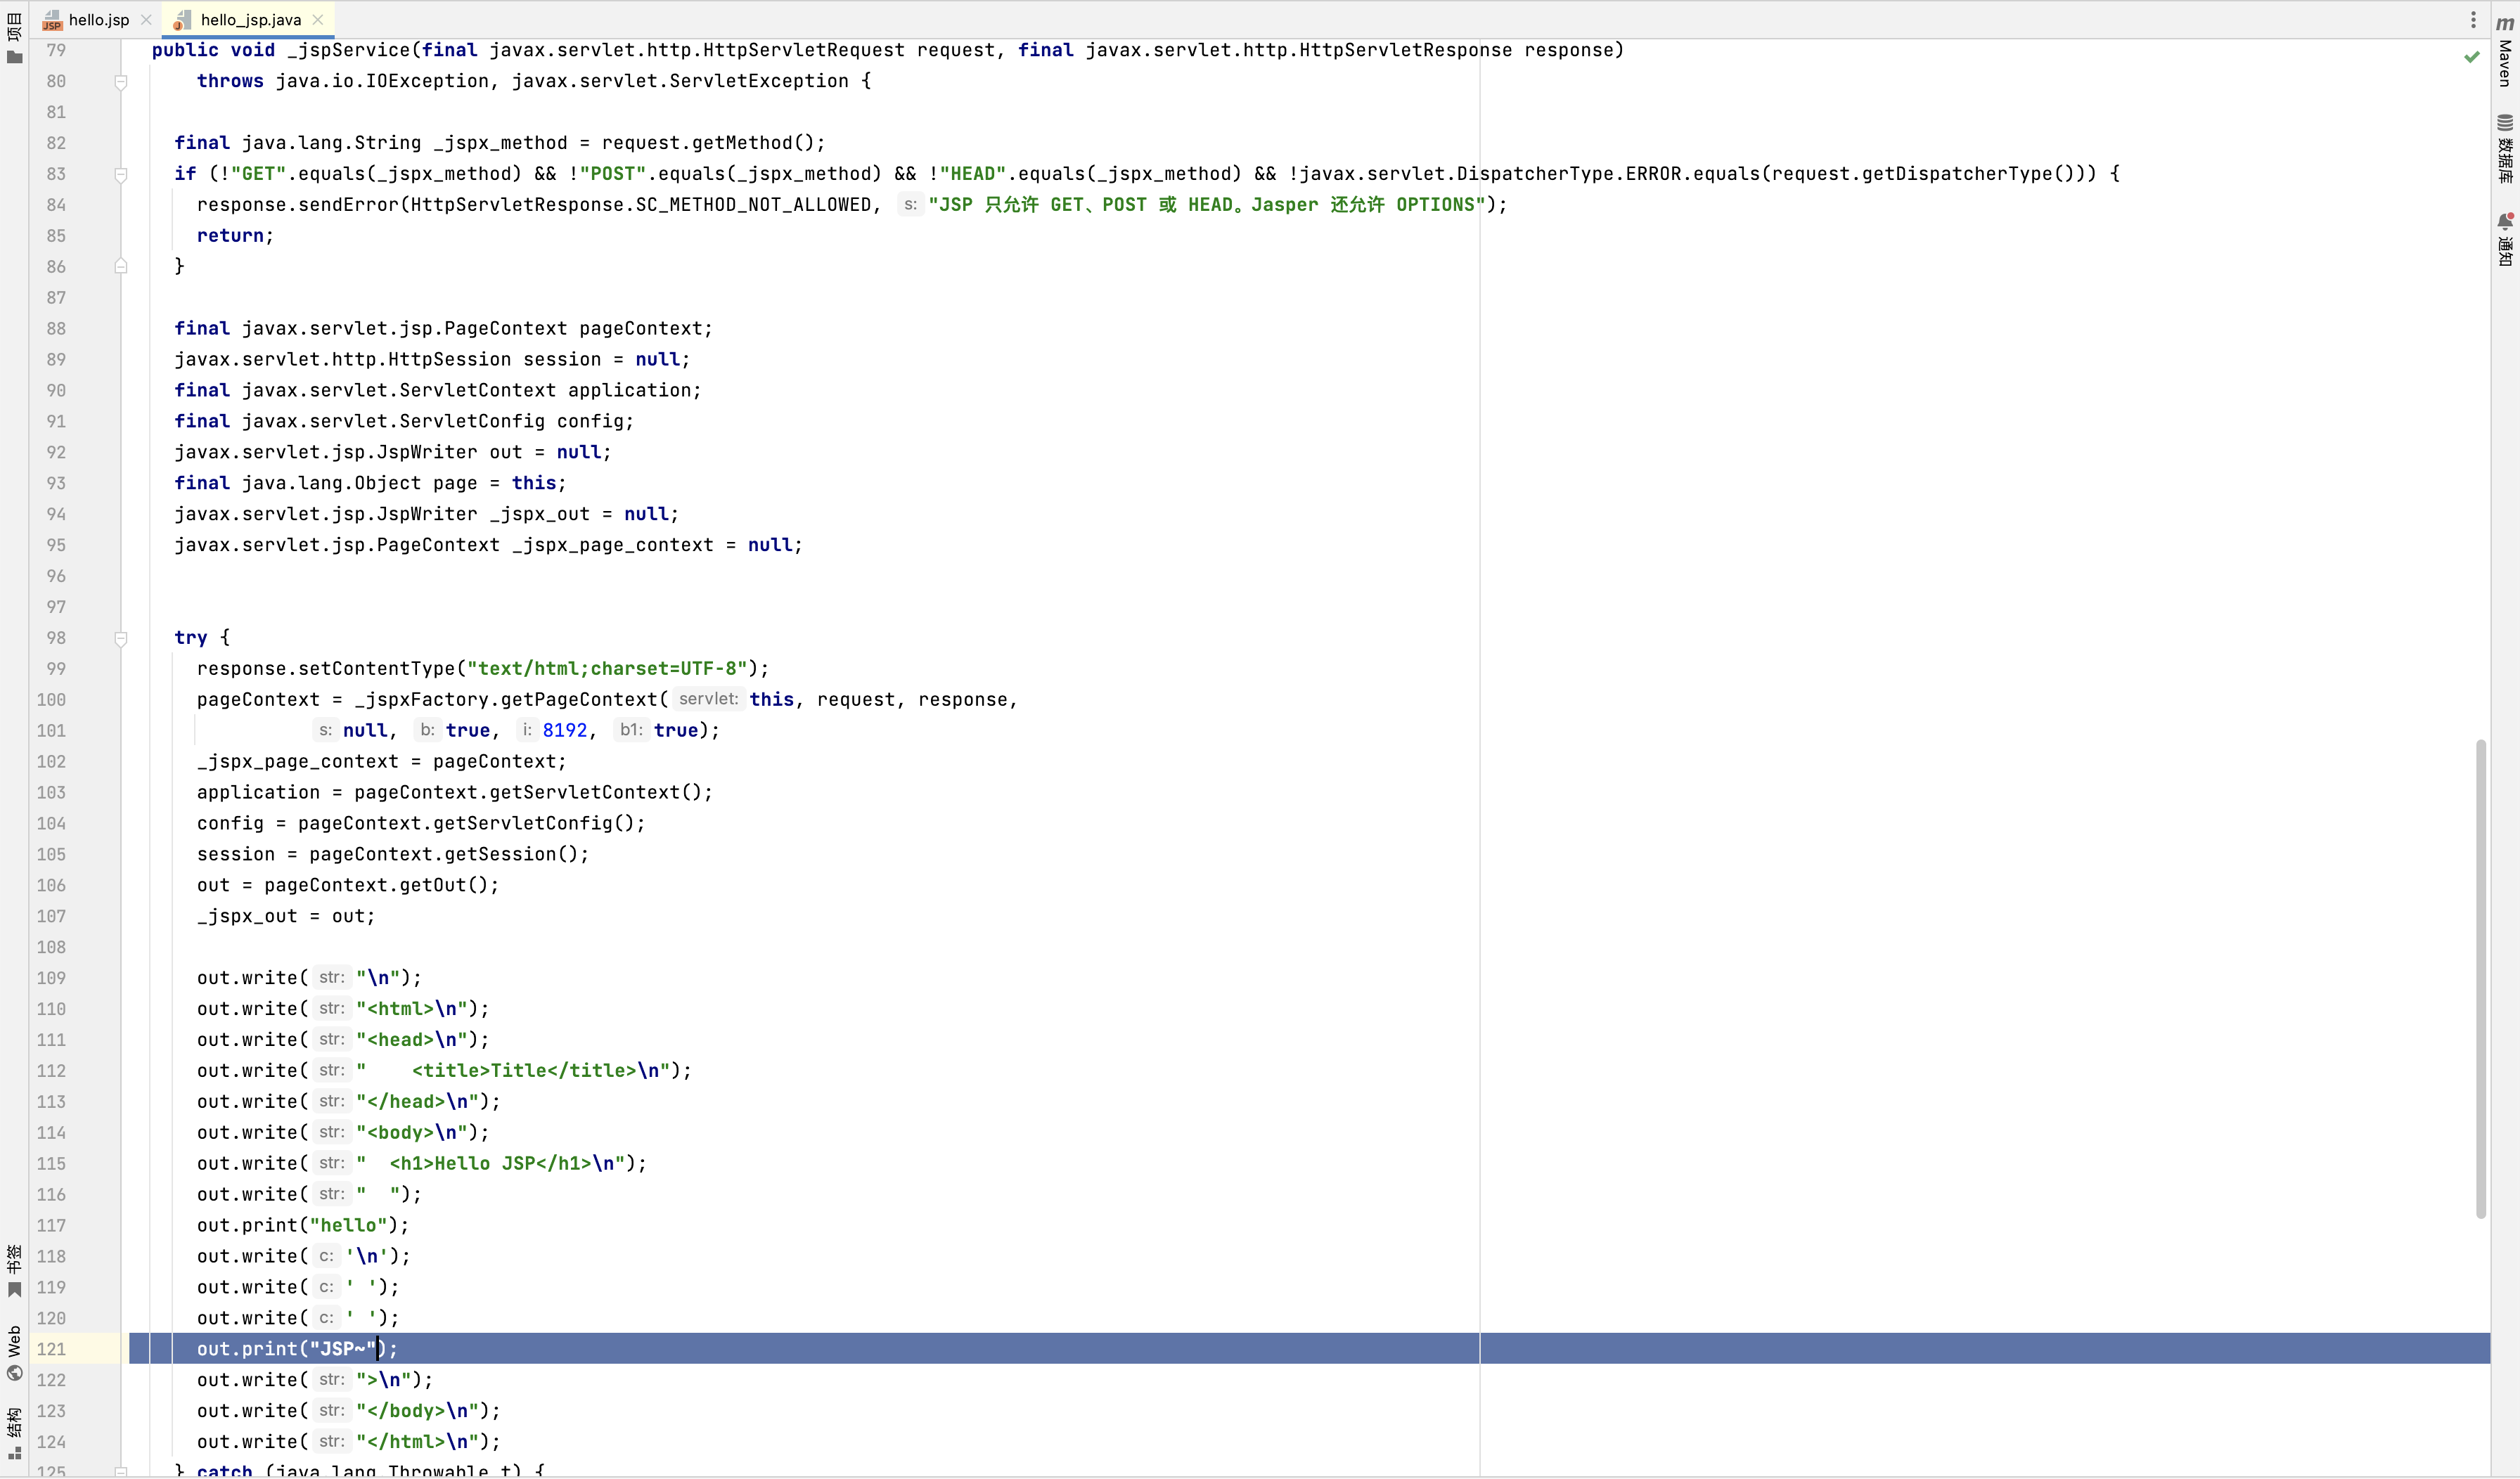 hello.jsp
hello_jsp.java
79 public void _jspService(final javax.servlet.http.HttpServletRequest request, final javax.servlet.http.HttpServletResponse response)
80 throws java.io.IOException, javax.servlet.ServletException {
81
82 final java.lang.String _jspx_method = request.getMethod();
83 if (!"GET".equals(_jspx_method) && !"POST".equals(_jspx_method) && !"HEAD".equals(_jspx_method) && !javax.servlet.DispatcherType.ERROR.equals(request.getDispatcherType())) {
84 response.sendError(HttpServletResponse.SC_METHOD_NOT_ALLOWED, s: "JSP 只允许 GET、POST 或 HEAD。Jasper 还允许 OPTIONS");
85 return;
86 }
87
88 final javax.servlet.jsp.PageContext pageContext;
89 javax.servlet.http.HttpSession session = null;
90 final javax.servlet.ServletContext application;
91 final javax.servlet.ServletConfig config;
92 javax.servlet.jsp.JspWriter out = null;
93 final java.lang.Object page = this;
94 javax.servlet.jsp.JspWriter _jspx_out = null;
95 javax.servlet.jsp.PageContext _jspx_page_context = null;
96
97
98 try {
99 response.setContentType("text/html;charset=UTF-8");
100 pageContext = _jspxFactory.getPageContext( servlet: this, request, response,
101 s: null, b: true, i: 8192, b1: true);
102 _jspx_page_context = pageContext;
103 application = pageContext.getServletContext();
104 config = pageContext.getServletConfig();
105 session = pageContext.getSession();
106 out = pageContext.getOut();
107 _jspx_out = out;
108
109 out.write( str: "\n");
110 out.write( str: "<html>\n");
111 out.write( str: "<head>\n");
112 out.write( str: "    <title>Title</title>\n");
113 out.write( str: "</head>\n");
114 out.write( str: "<body>\n");
115 out.write( str: "  <h1>Hello JSP</h1>\n");
116 out.write( str: "  ");
117 out.print("hello");
118 out.write( c: '\n');
119 out.write( c: ' ');
120 out.write( c: ' ');
121 out.print("JSP~");
122 out.write( str: ">\n");
123 out.write( str: "</body>\n");
124 out.write( str: "</html>\n");
125 } catch (java.lang.Throwable t) {
项目
书签
Web
结构
m
Maven
数据库
通知